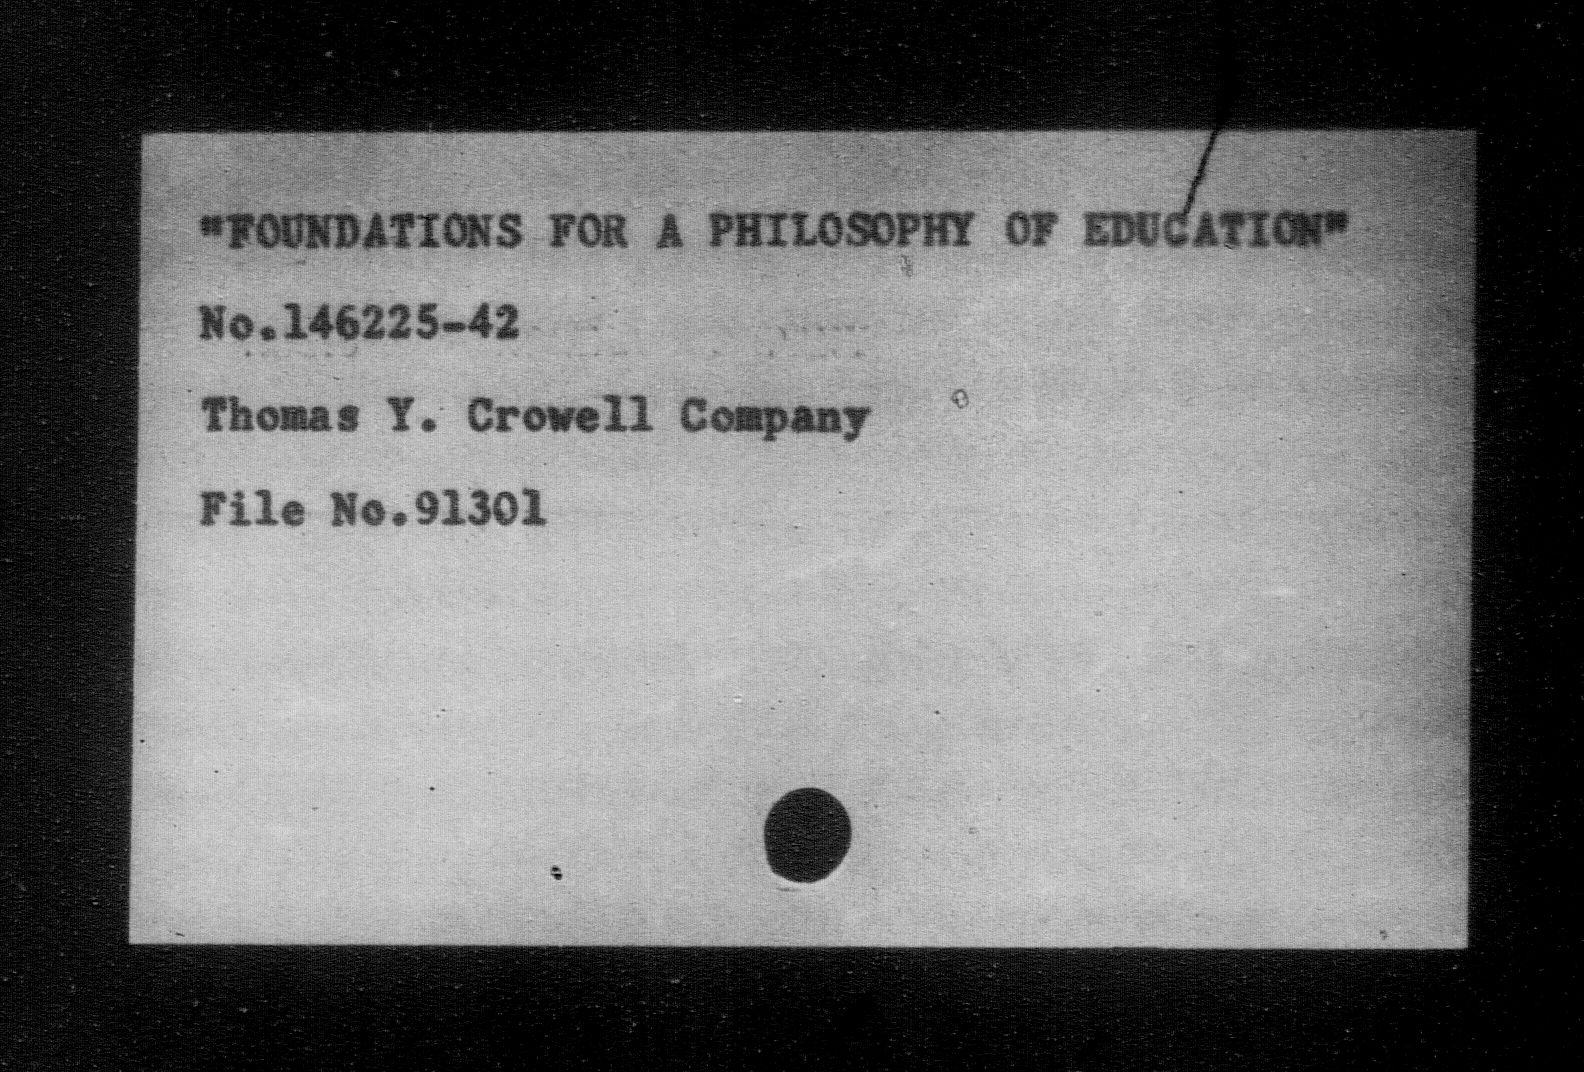 "FOUNDATIONS FOR A PHILOSOPHY OF EDUCATION"
No.146225-42
Thomas Y. Crowell Company
File No.91301